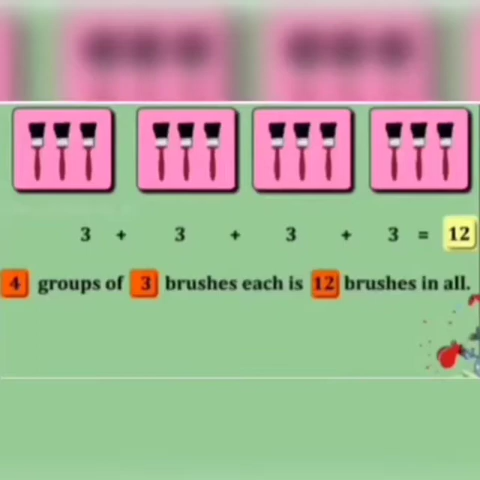 3 + 3 + 3 + 3 = 12
4 groups of 3 brushes each is 12 brushes in all.